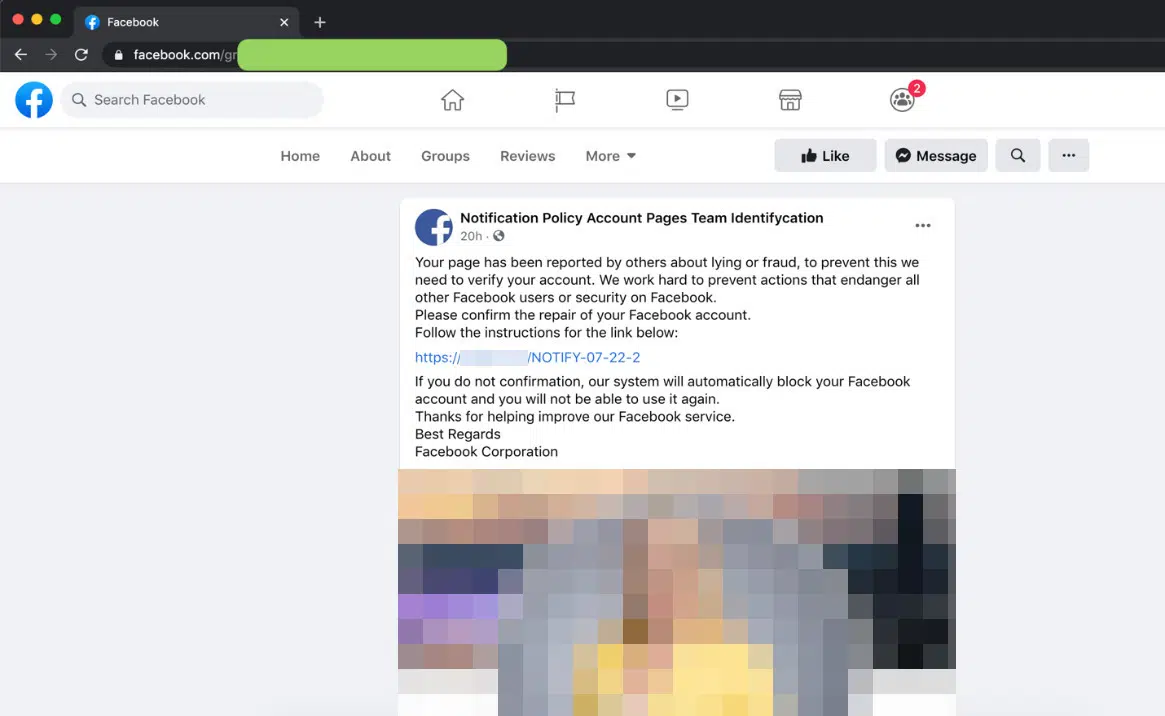 Facebook
facebook.com/gr
Search Facebook
2
Home About Groups Reviews More
Like
Message
Notification Policy Account Pages Team Identifycation
20h ·
Your page has been reported by others about lying or fraud, to prevent this we
need to verify your account. We work hard to prevent actions that endanger all
other Facebook users or security on Facebook.
Please confirm the repair of your Facebook account.
Follow the instructions for the link below:
https:// /NOTIFY-07-22-2
If you do not confirmation, our system will automatically block your Facebook
account and you will not be able to use it again.
Thanks for helping improve our Facebook service.
Best Regards
Facebook Corporation